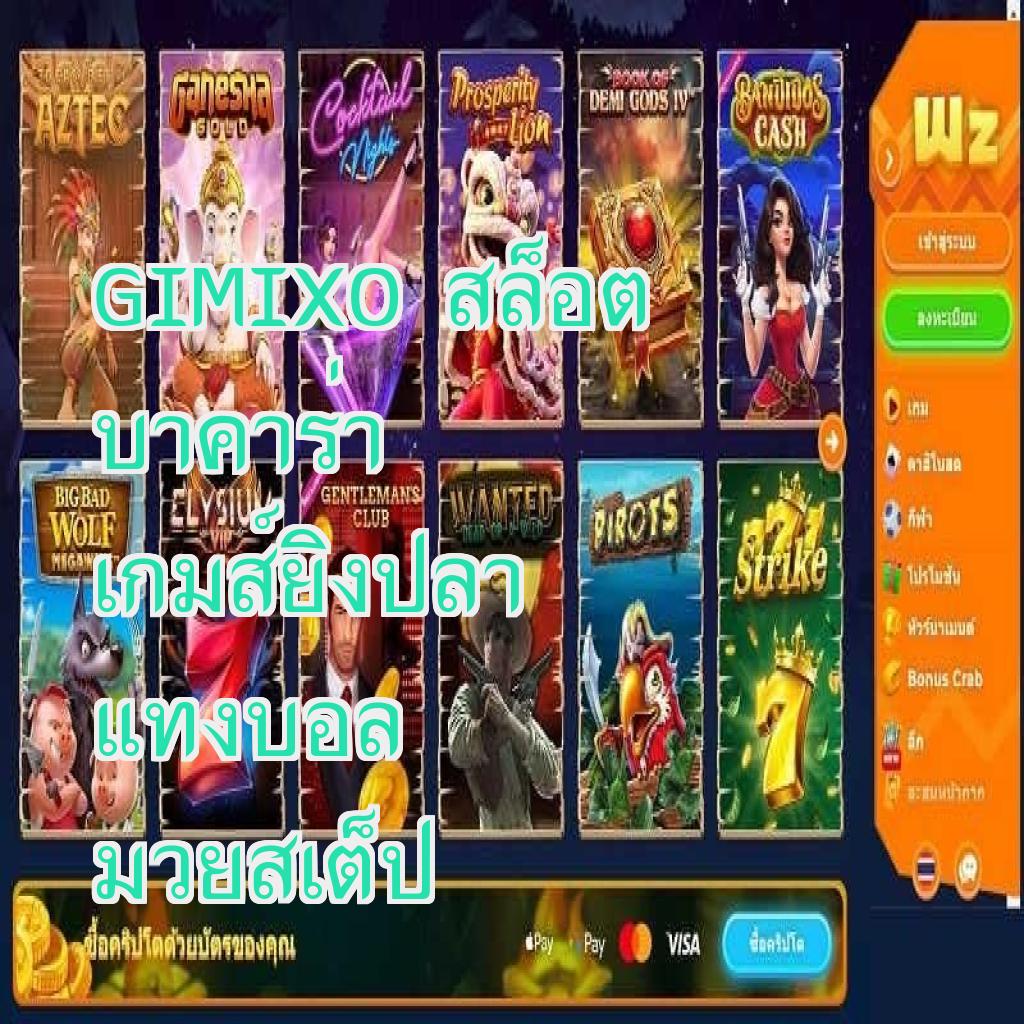 AZTEC
Ganesha
GOLD
Cocktail
Nights
Prosperity
Lion
BOOK OF
DEMI GODS IV
BANDIDOS
CASH
Wz
เข้าสู่ระบบ
ลงทะเบียน
GIMIXO สล็อต
บาคาร่า
เกมส์ยิงปลา
แทงบอล
มวยสเต็ป
เกม
คาสิโนสด
กีฬา
โปรโมชั่น
ทัวร์นาเมนต์
Bonus Crab
ลีก
สะสมหน้ากาก
BIG BAD
WOLF
ELYSIUM
VIP
GENTLEMAN'S
CLUB
WANTED
PIROTS
777
Strike
7
7
ซื้อคริปโตด้วยบัตรของคุณ
Pay
Pay
VISA
ซื้อคริปโต